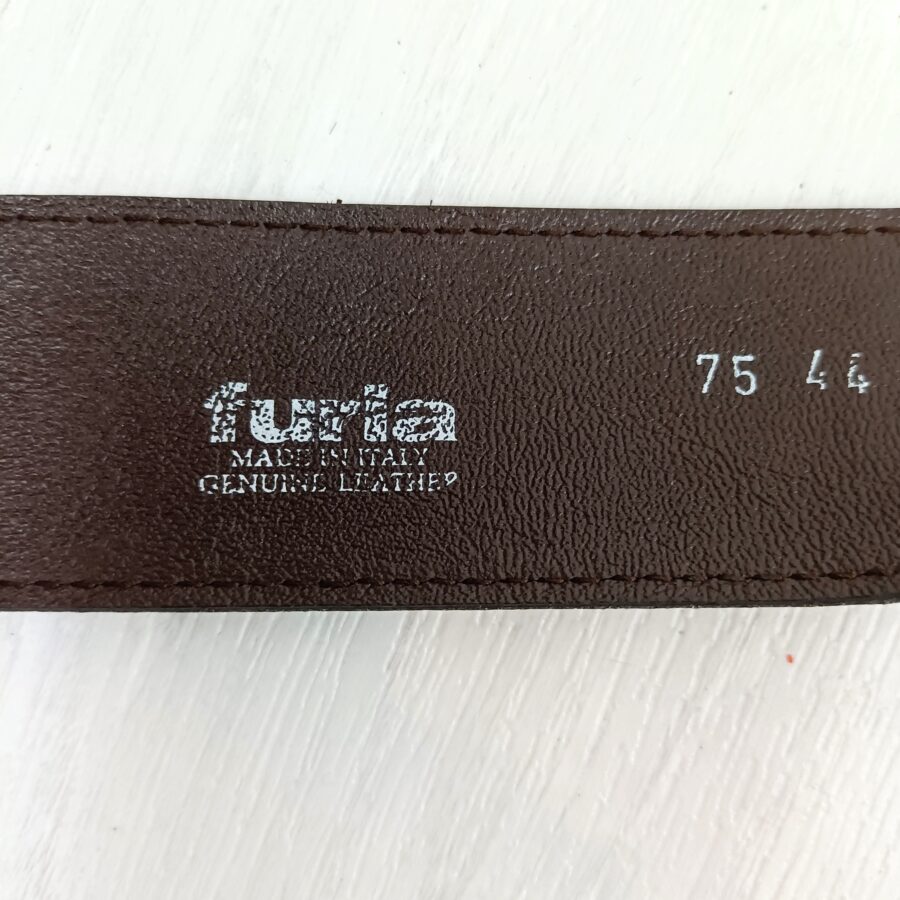 furla
MADE IN ITALY
GENUINE LEATHER
75 44